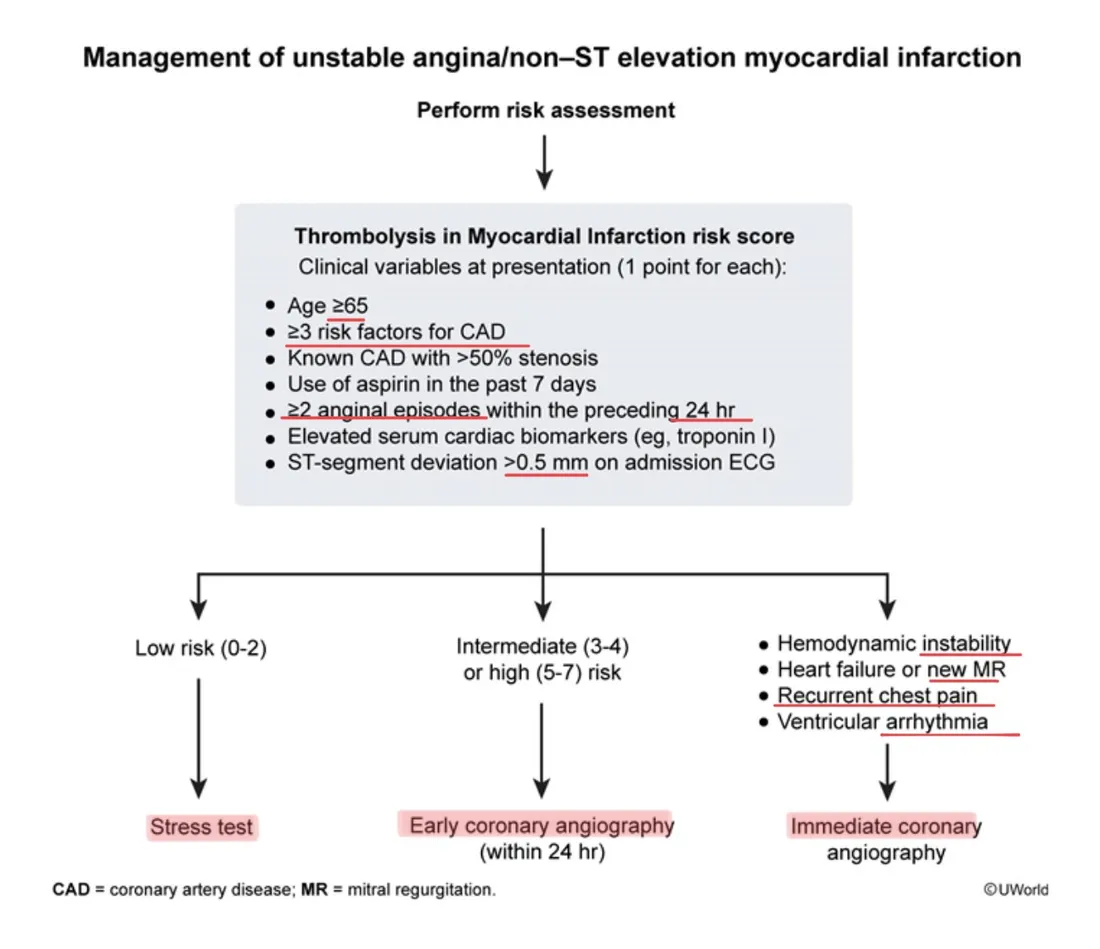 Management of unstable angina/non–ST elevation myocardial infarction
Perform risk assessment
Thrombolysis in Myocardial Infarction risk score
Clinical variables at presentation (1 point for each):
• Age ≥65
• ≥3 risk factors for CAD
• Known CAD with >50% stenosis
• Use of aspirin in the past 7 days
• ≥2 anginal episodes within the preceding 24 hr
• Elevated serum cardiac biomarkers (eg, troponin I)
• ST-segment deviation >0.5 mm on admission ECG
Low risk (0-2)
Stress test
Intermediate (3-4)
or high (5-7) risk
Early coronary angiography
(within 24 hr)
• Hemodynamic instability
• Heart failure or new MR
• Recurrent chest pain
• Ventricular arrhythmia
Immediate coronary
angiography
CAD = coronary artery disease; MR = mitral regurgitation.
©UWorld